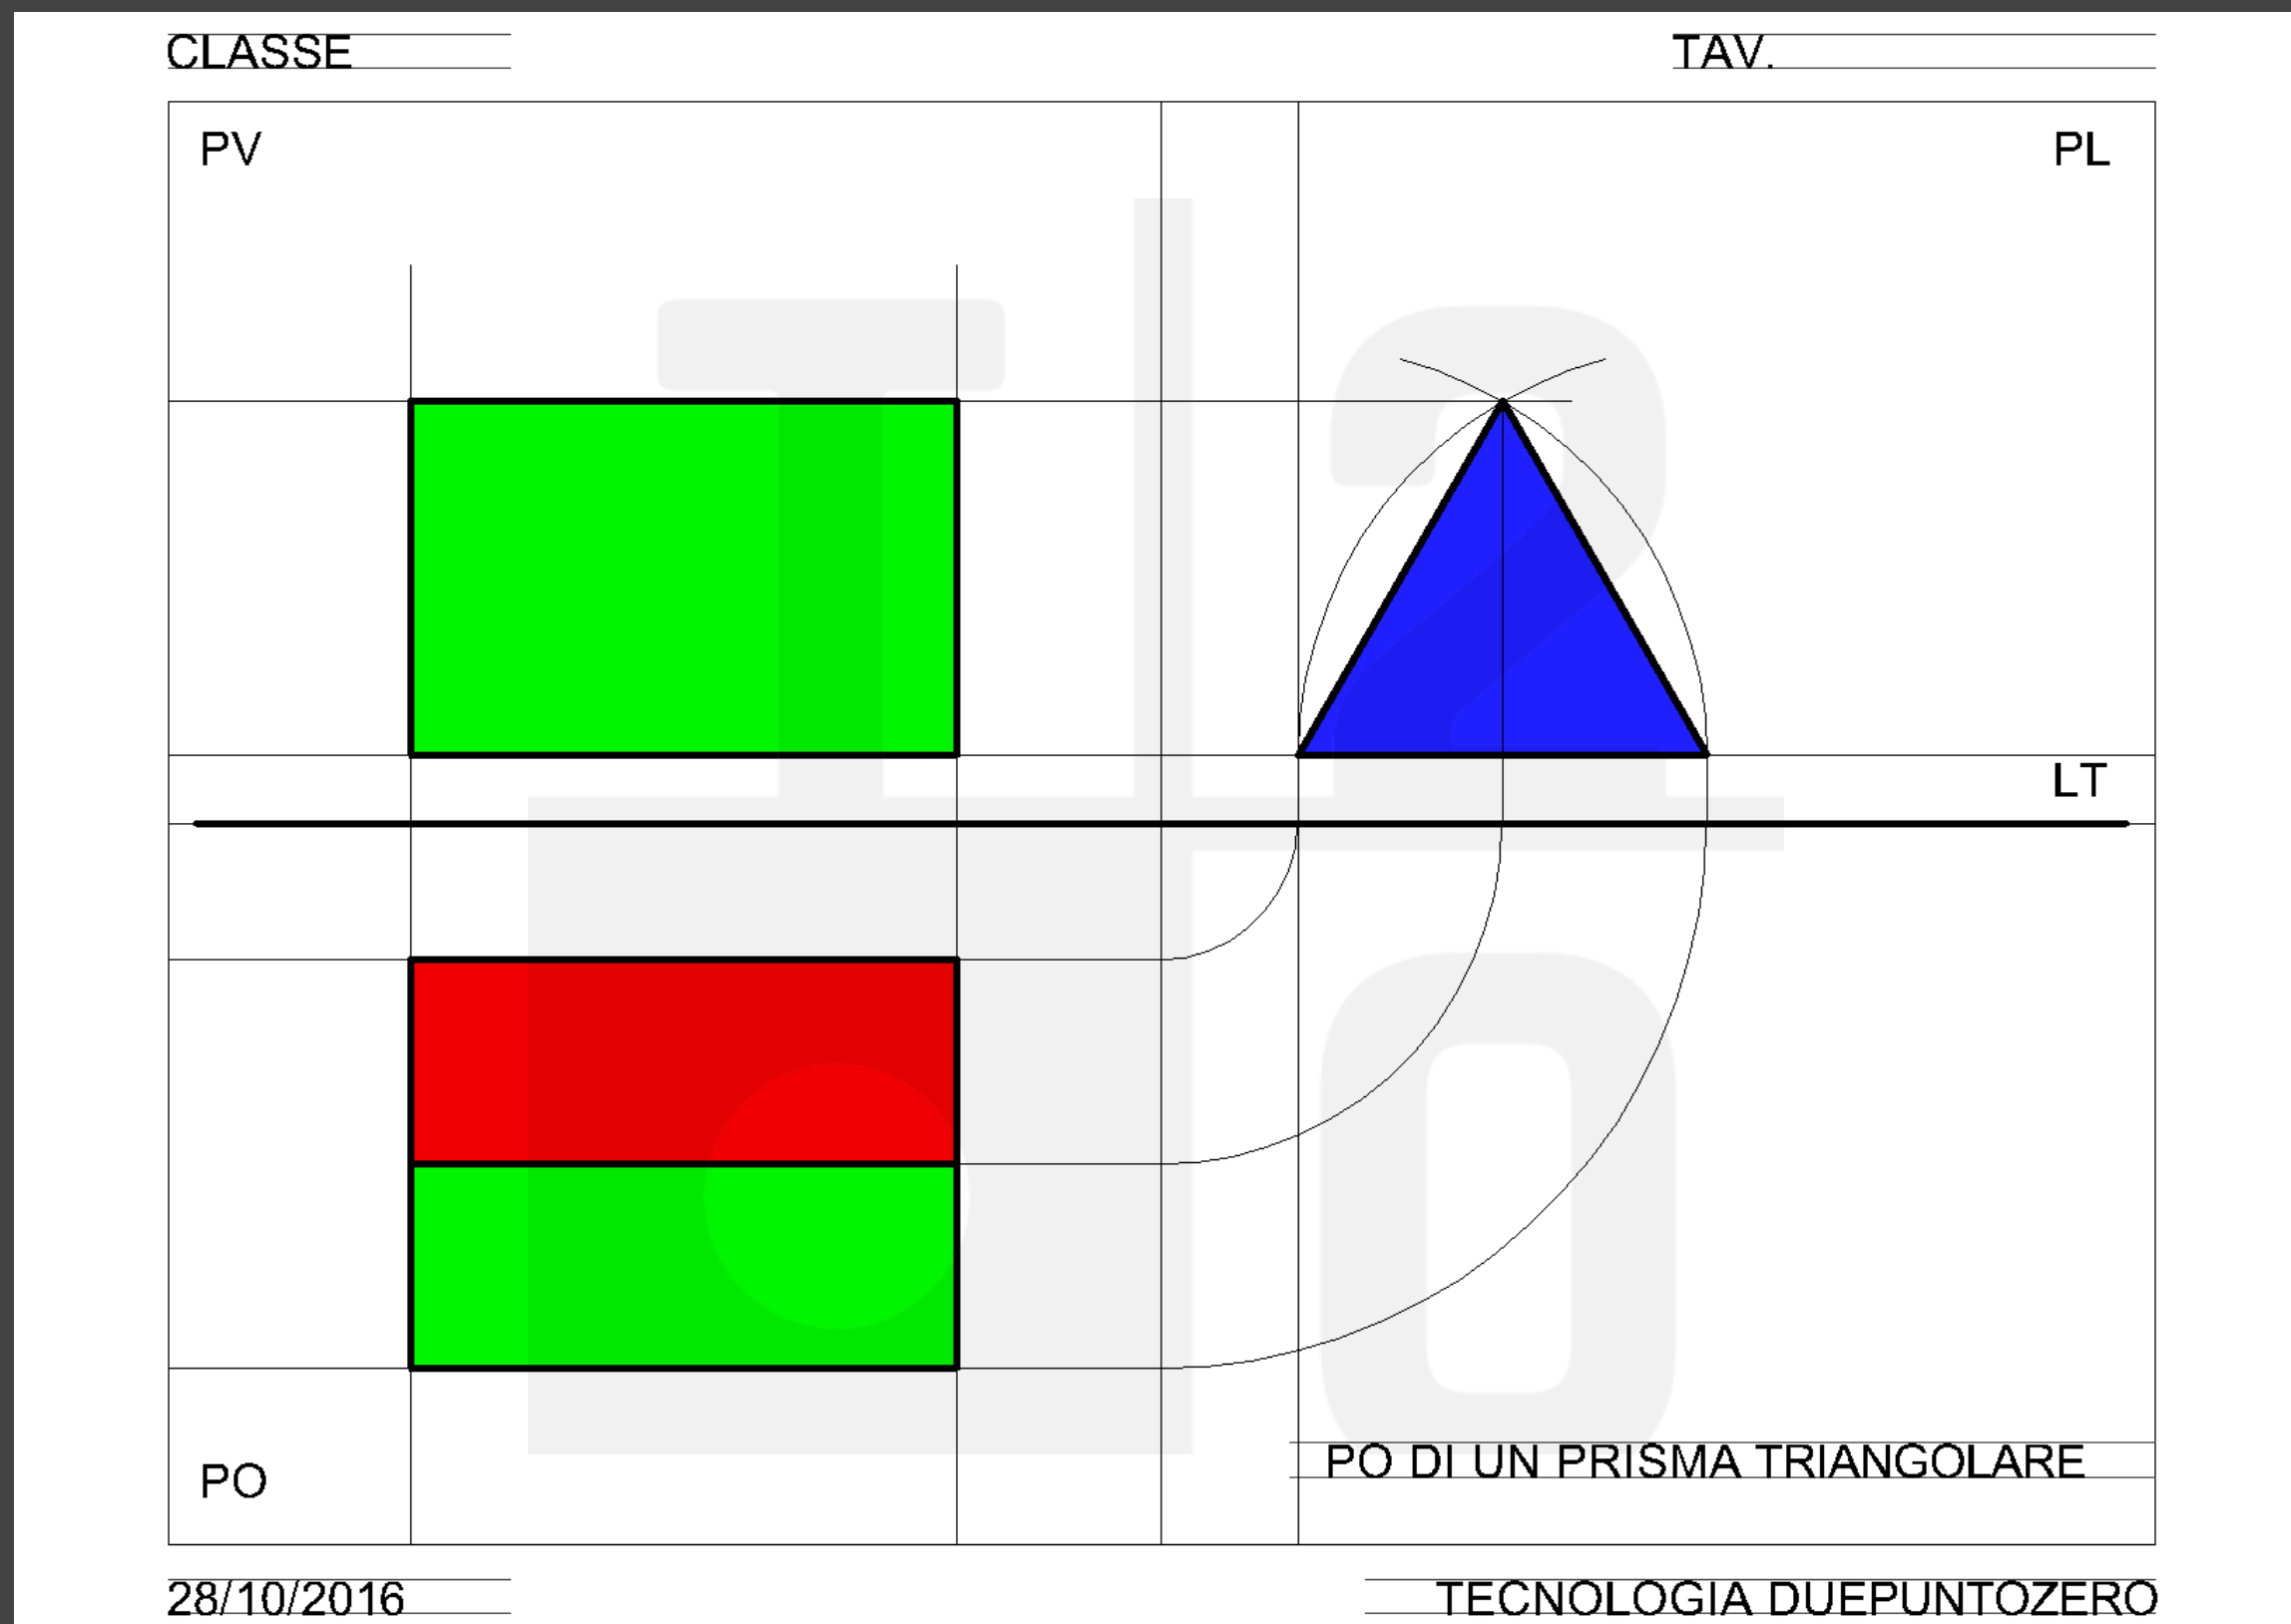 CLASSE
TAV.
PV
PL
LT
PO
PO DI UN PRISMA TRIANGOLARE
28/10/2016
TECNOLOGIA DUEPUNTOZERO